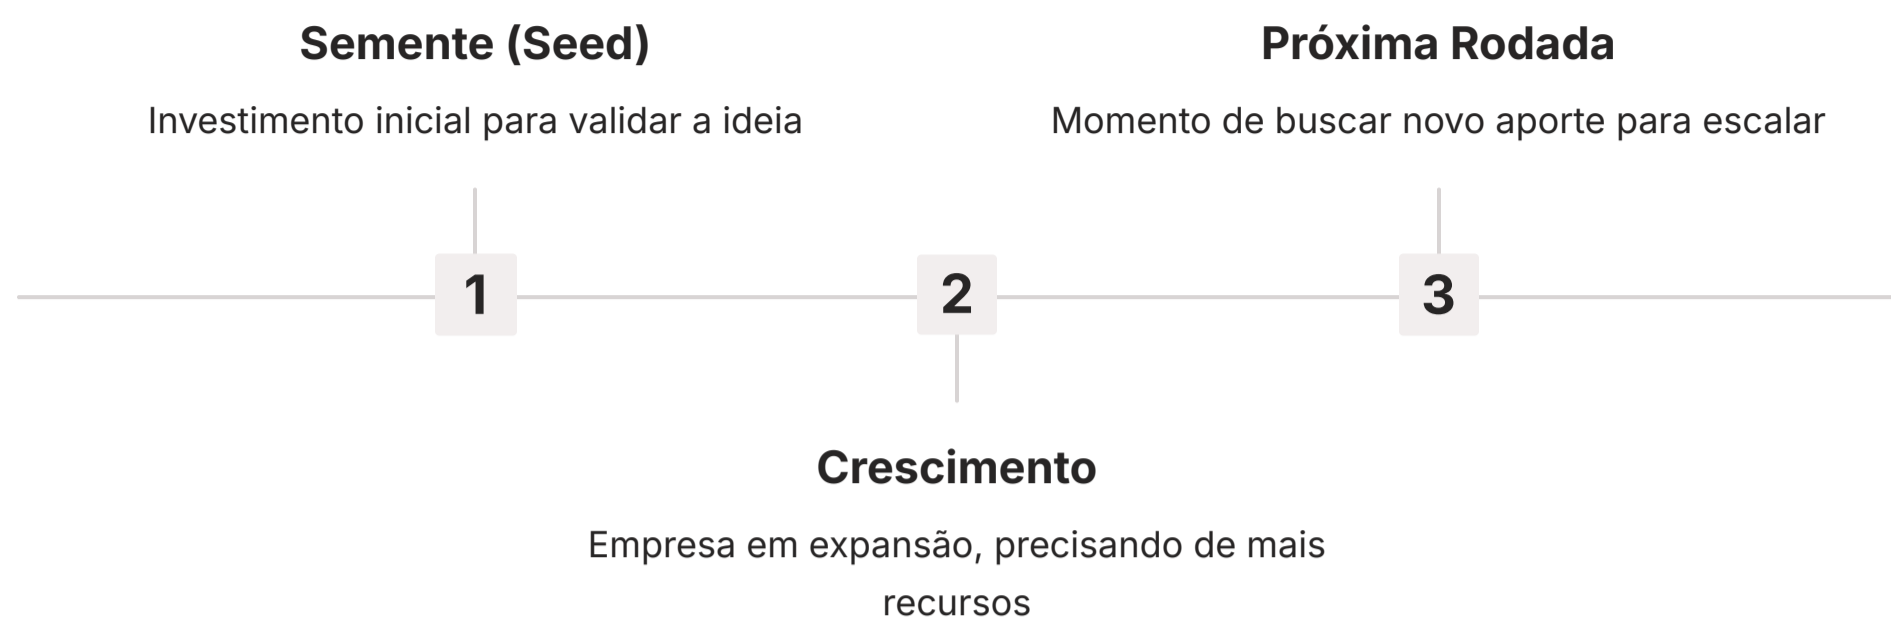 Semente (Seed)
Investimento inicial para validar a ideia
Próxima Rodada
Momento de buscar novo aporte para escalar
1
2
3
Crescimento
Empresa em expansão, precisando de mais
recursos